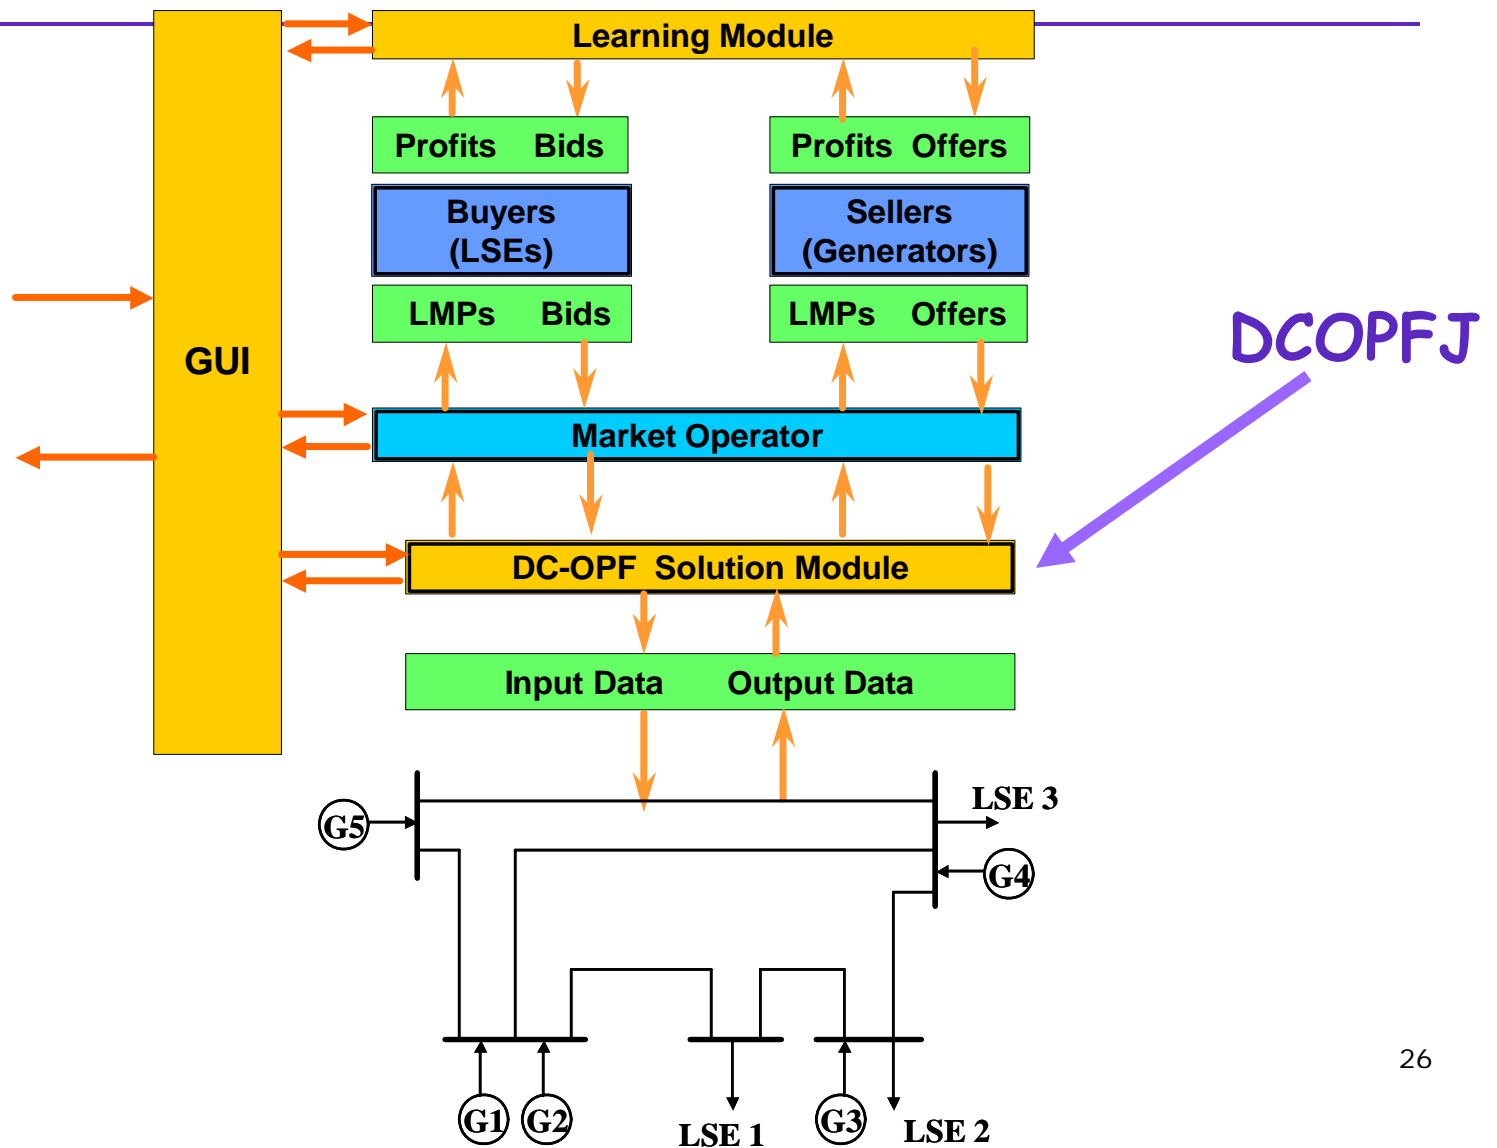 Learning Module
Profits Bids
Profits Offers
Buyers
(LSEs)
Sellers
(Generators)
LMPs Bids
LMPs Offers
GUI
DCOPFJ
Market Operator
DC-OPF Solution Module
Input Data Output Data
G5
LSE 3
G4
G1
G2
LSE 1
G3
LSE 2
26